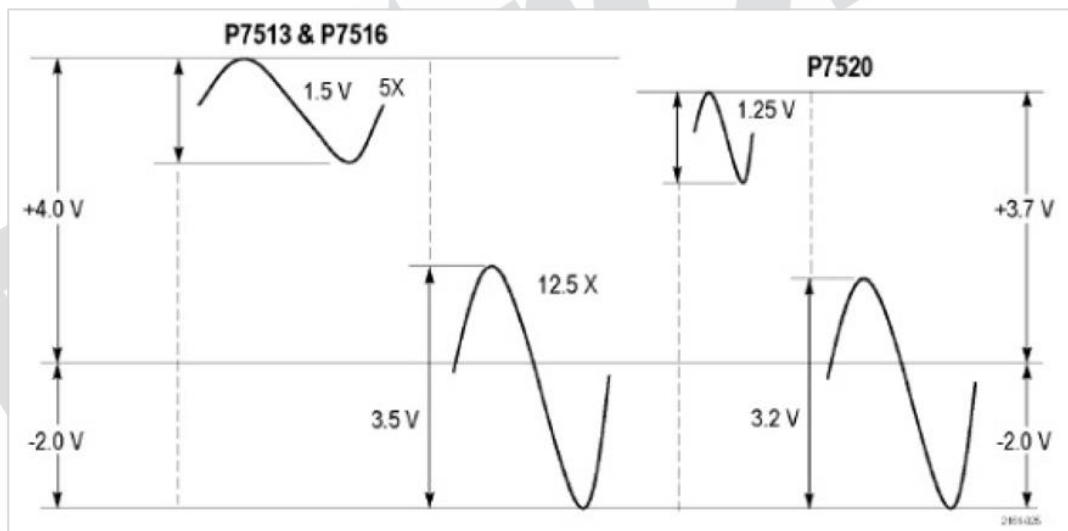 P7513 & P7516
P7520
1.5 V
5X
1.25 V
+4.0 V
+3.7 V
12.5 X
3.5 V
3.2 V
-2.0 V
-2.0 V